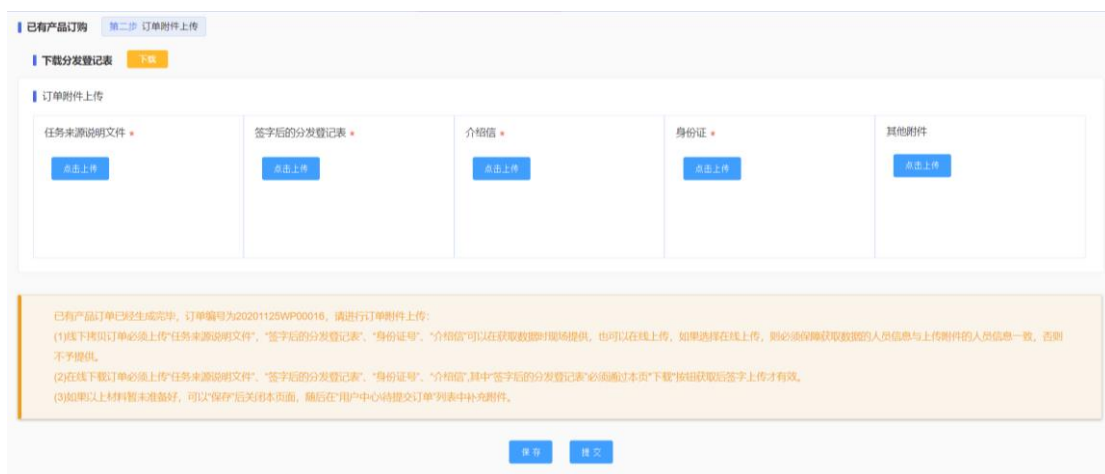 已有产品订购 第二步 订单附件上传
下载分发登记表 下载
订单附件上传
任务来源说明文件 * 签字后的分发登记表 * 介绍信 * 身份证 * 其他附件
点击上传 点击上传 点击上传 点击上传 点击上传
已有产品订单已经生成完毕，订单编号为20201125WP00016，请进行订单附件上传：
(1)线下拷贝订单必须上传“任务来源说明文件”、“签字后的分发登记表”、“身份证号”、“介绍信”可以在获取数据时现场提供，也可以在线上传，如果选择在线上传，则必须保障获取数据的人员信息与上传附件的人员信息一致，否则
不予提供。
(2)在线下载订单必须上传“任务来源说明文件”、“签字后的分发登记表”、“身份证号”、“介绍信”,其中“签字后的分发登记表”必须通过本页“下载”按钮获取后签字上传才有效。
(3)如果以上材料暂未准备好，可以“保存”后关闭本页面，随后在“用户中心-待提交订单”列表中补充附件。
保存 提交